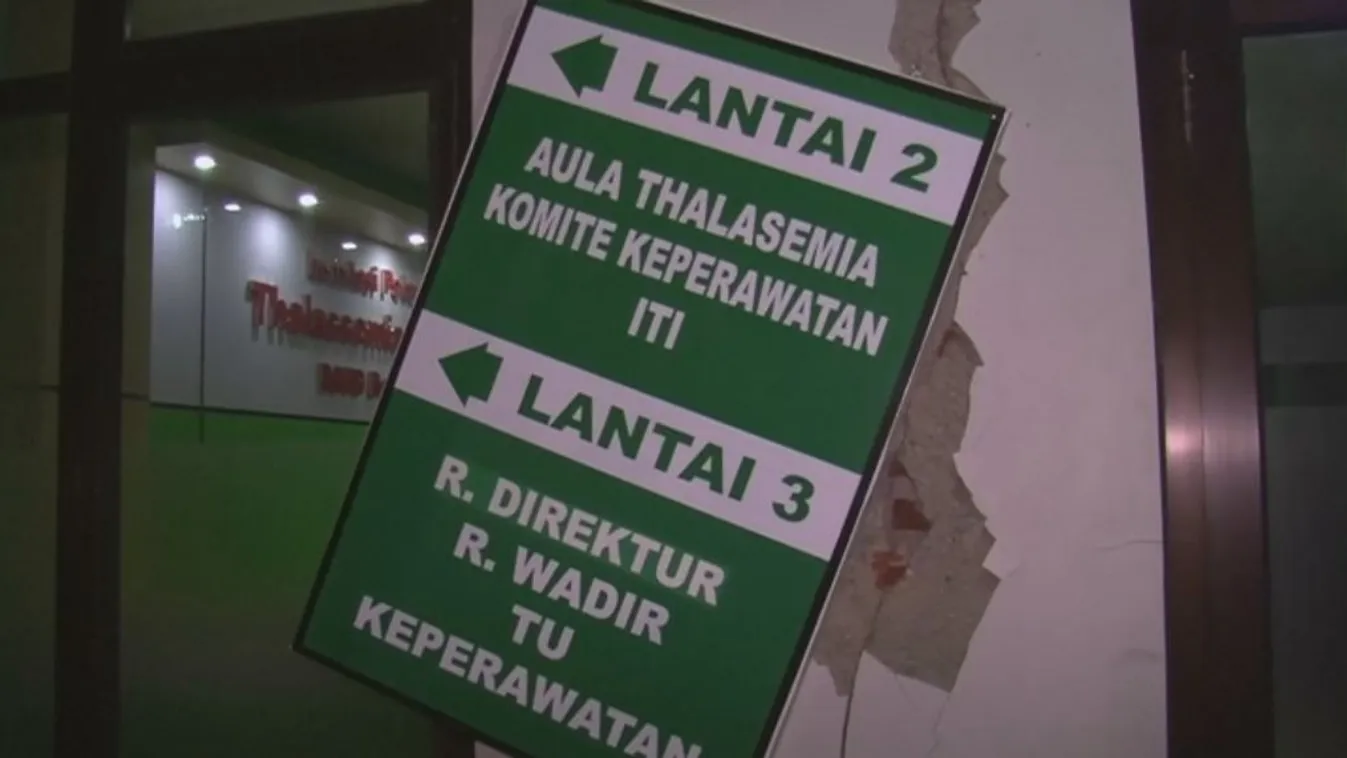 LANTAI 2
AULA THALASEMIA
KOMITE KEPERAWATAN
ITI
LANTAI 3
R. DIREKTUR
R. WADIR
TU
KEPERAWATAN